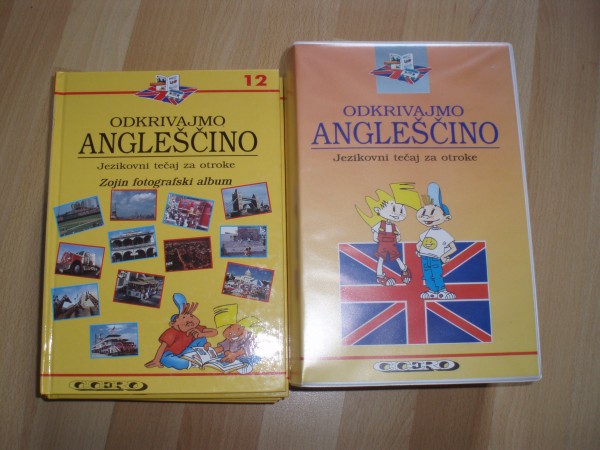 12
ODKRIVAJMO
ANGLEŠČINO
Jezikovni tečaj za otroke
Zojin fotografski album
CICERO
ODKRIVAJMO
ANGLEŠČINO
Jezikovni tečaj za otroke
CICERO